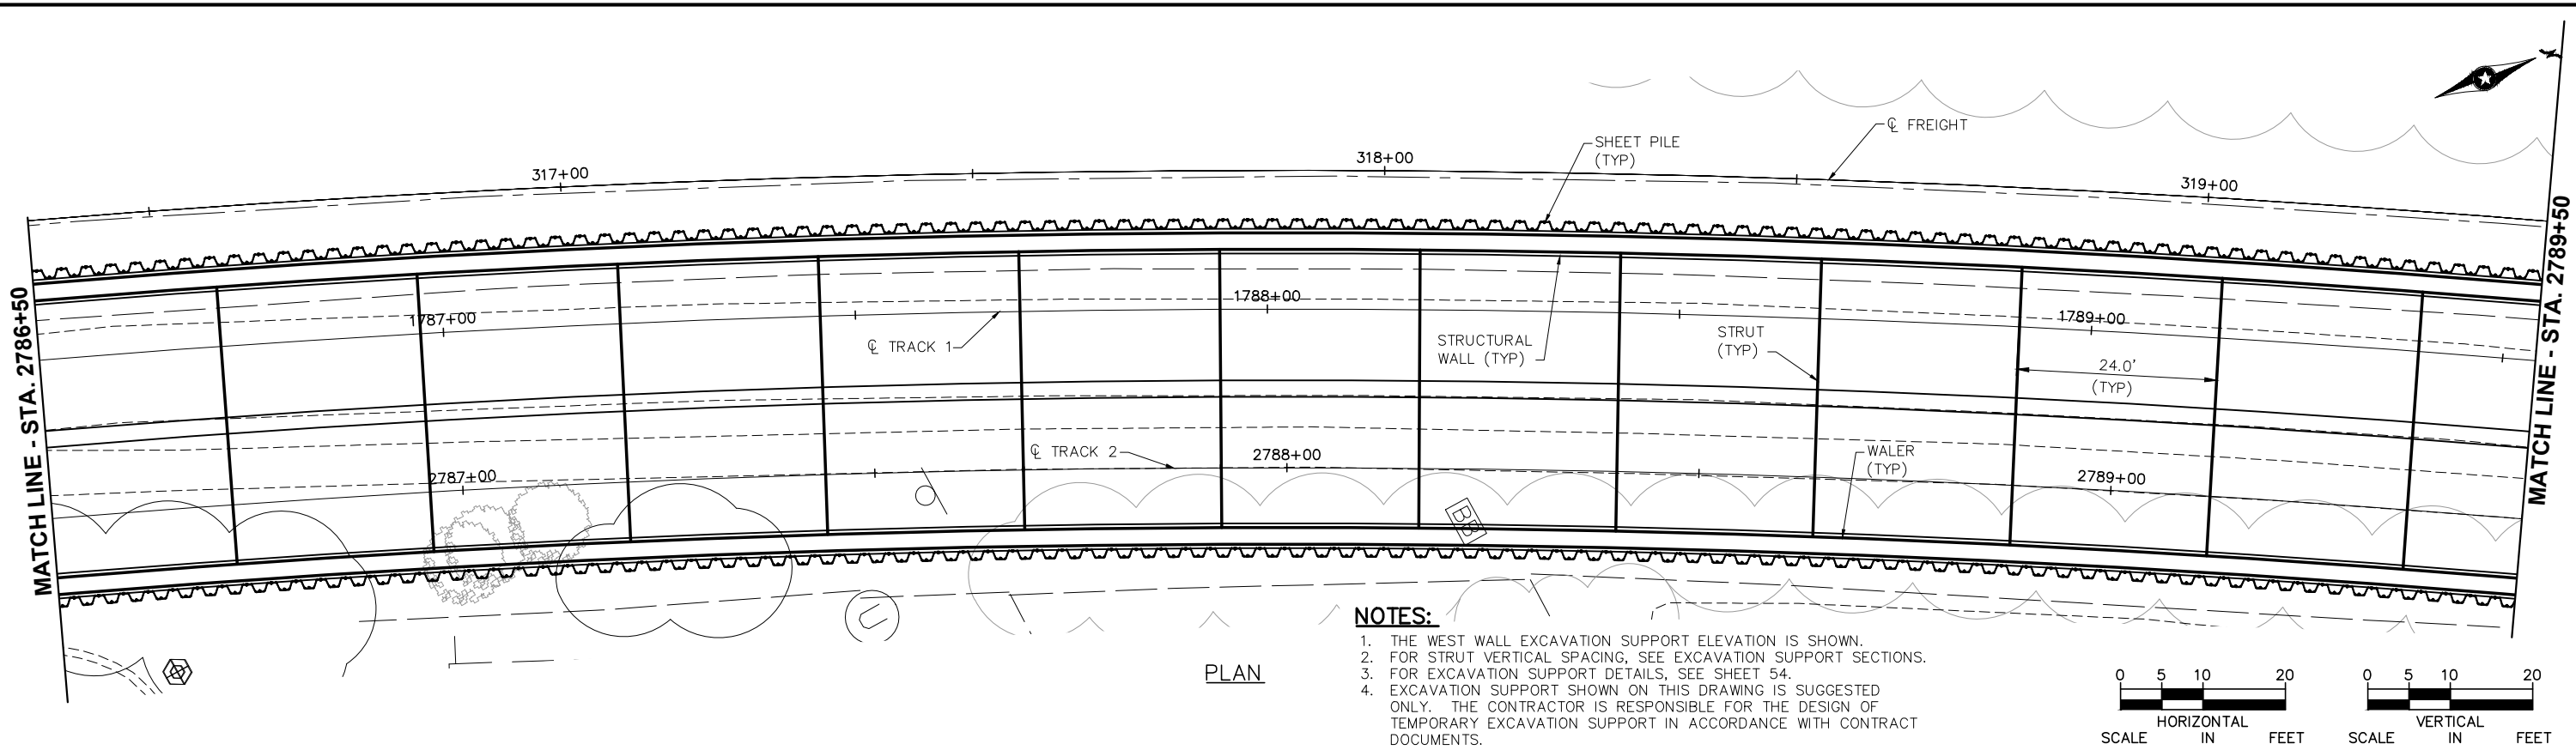 317+00
318+00
319+00
SHEET PILE
(TYP)
℄ FREIGHT
MATCH LINE - STA. 2786+50
MATCH LINE - STA. 2789+50
1787+00
1788+00
1789+00
℄ TRACK 1
STRUCTURAL
WALL (TYP)
STRUT
(TYP)
24.0'
(TYP)
℄ TRACK 2
2787+00
2788+00
2789+00
WALER
(TYP)
BB
PLAN
NOTES:
1. THE WEST WALL EXCAVATION SUPPORT ELEVATION IS SHOWN.
2. FOR STRUT VERTICAL SPACING, SEE EXCAVATION SUPPORT SECTIONS.
3. FOR EXCAVATION SUPPORT DETAILS, SEE SHEET 54.
4. EXCAVATION SUPPORT SHOWN ON THIS DRAWING IS SUGGESTED
ONLY. THE CONTRACTOR IS RESPONSIBLE FOR THE DESIGN OF
TEMPORARY EXCAVATION SUPPORT IN ACCORDANCE WITH CONTRACT
DOCUMENTS.
0 5 10 20
HORIZONTAL
SCALE IN FEET
0 5 10 20
VERTICAL
SCALE IN FEET